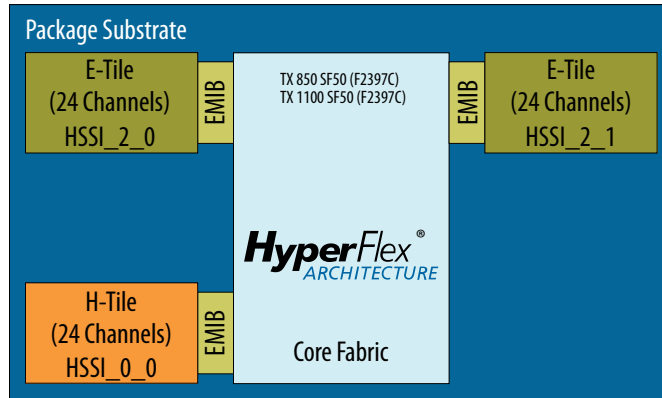 Package Substrate
E-Tile
(24 Channels)
HSSI_2_0
EMIB
TX 850 SF50 (F2397C)
TX 1100 SF50 (F2397C)
EMIB
E-Tile
(24 Channels)
HSSI_2_1
HyperFlex®
ARCHITECTURE
H-Tile
(24 Channels)
HSSI_0_0
EMIB
Core Fabric